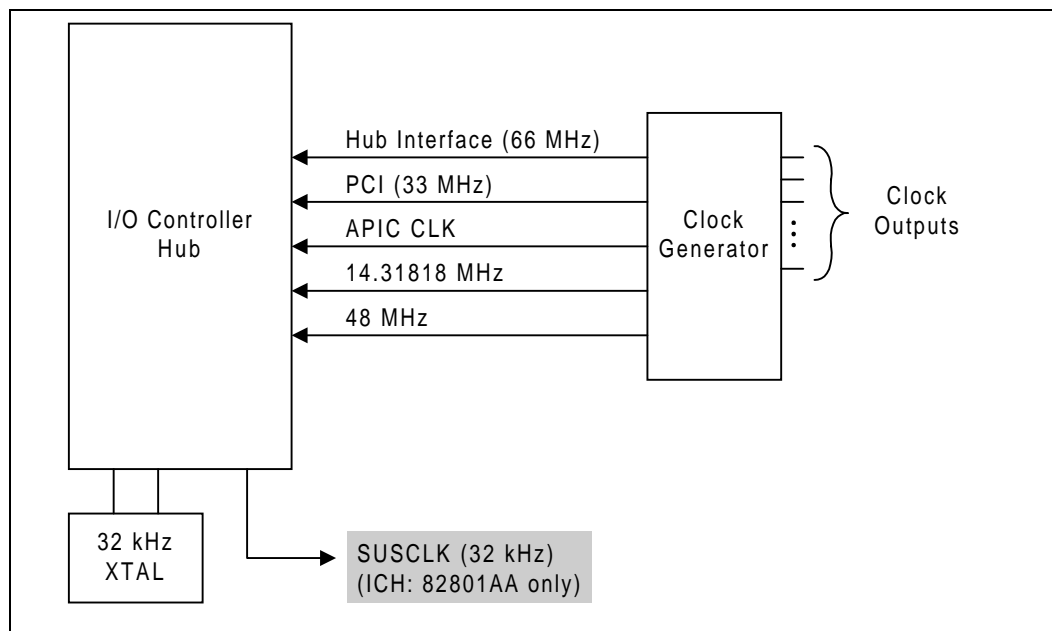 I/O Controller
Hub
Hub Interface (66 MHz)
PCI (33 MHz)
APIC CLK
14.31818 MHz
48 MHz
Clock
Generator
Clock
Outputs
32 kHz
XTAL
SUSCLK (32 kHz)
(ICH: 82801AA only)